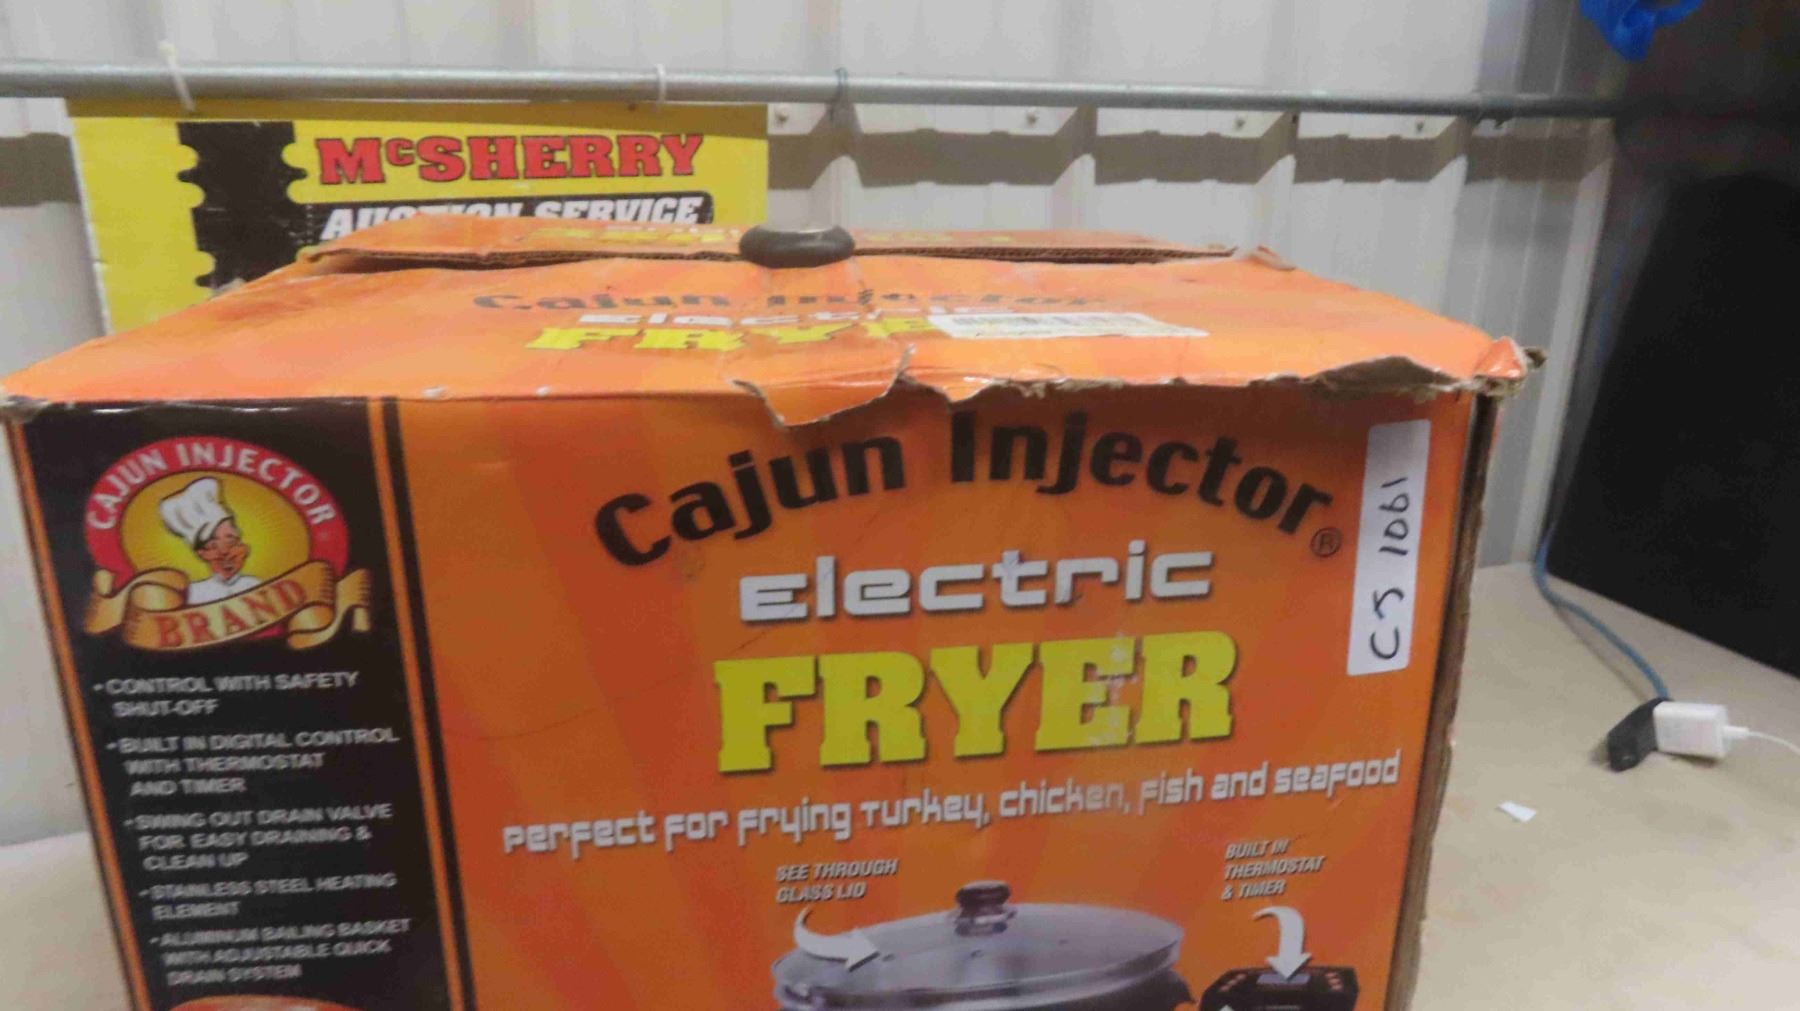 McSHERRY
AUCTION SERVICE
Cajun Injector
Electric
FRYER
CAJUN INJECTOR
BRAND
Cajun Injector®
Electric
FRYER
Perfect for frying Turkey, chicken, fish and seafood
CJ 1061
• CONTROL WITH SAFETY
SHUT-OFF
• BUILT IN DIGITAL CONTROL
WITH THERMOSTAT
AND TIMER
• SWING OUT DRAIN VALVE
FOR EASY DRAINING &
CLEAN UP
• STAINLESS STEEL HEATING
ELEMENT
• ALUMINUM BAILING BASKET
WITH ADJUSTABLE QUICK
DRAIN SYSTEM
SEE THROUGH
GLASS LID
BUILT IN
THERMOSTAT
& TIMER